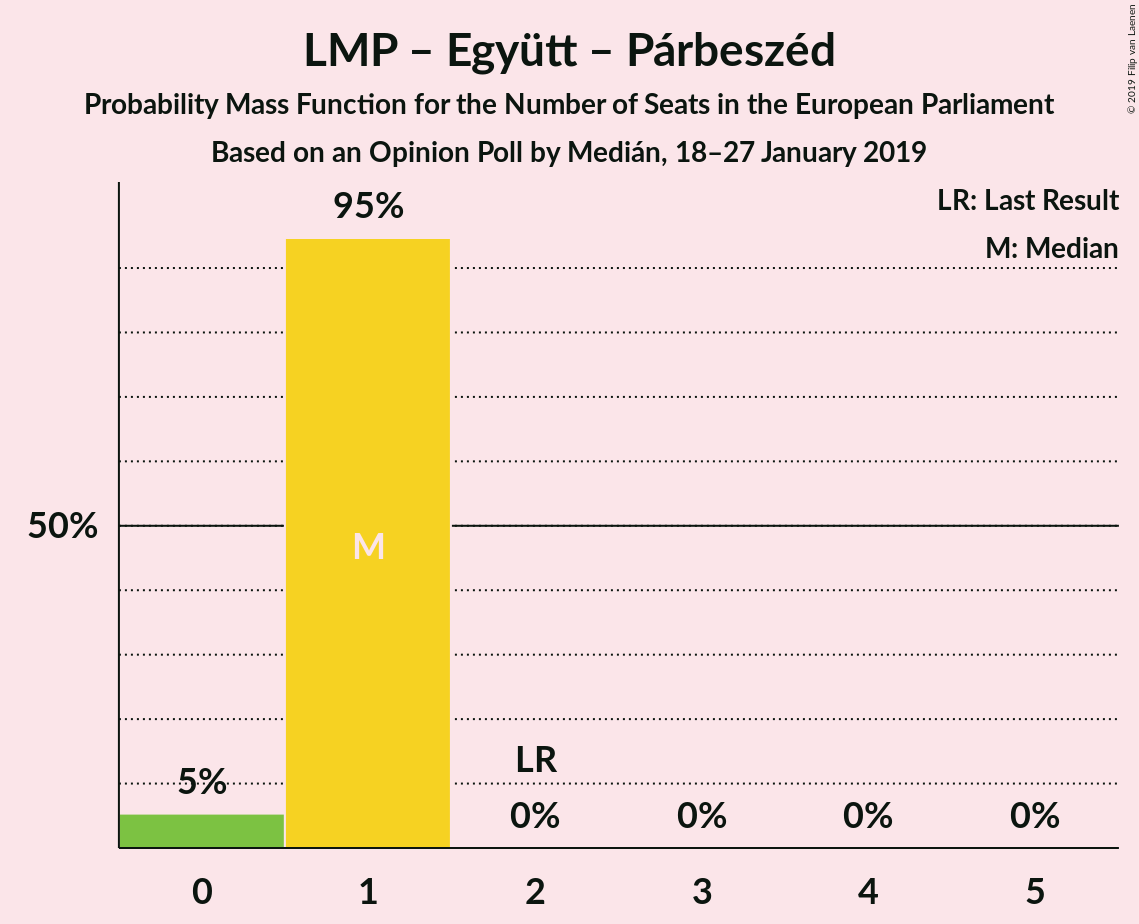 LMP – Együtt – Párbeszéd
Probability Mass Function for the Number of Seats in the European Parliament
Based on an Opinion Poll by Medián, 18–27 January 2019
© 2019 Filip van Laenen
LR: Last Result
M: Median
95%
50%
M
5%
LR
0% 0% 0% 0%
0 1 2 3 4 5